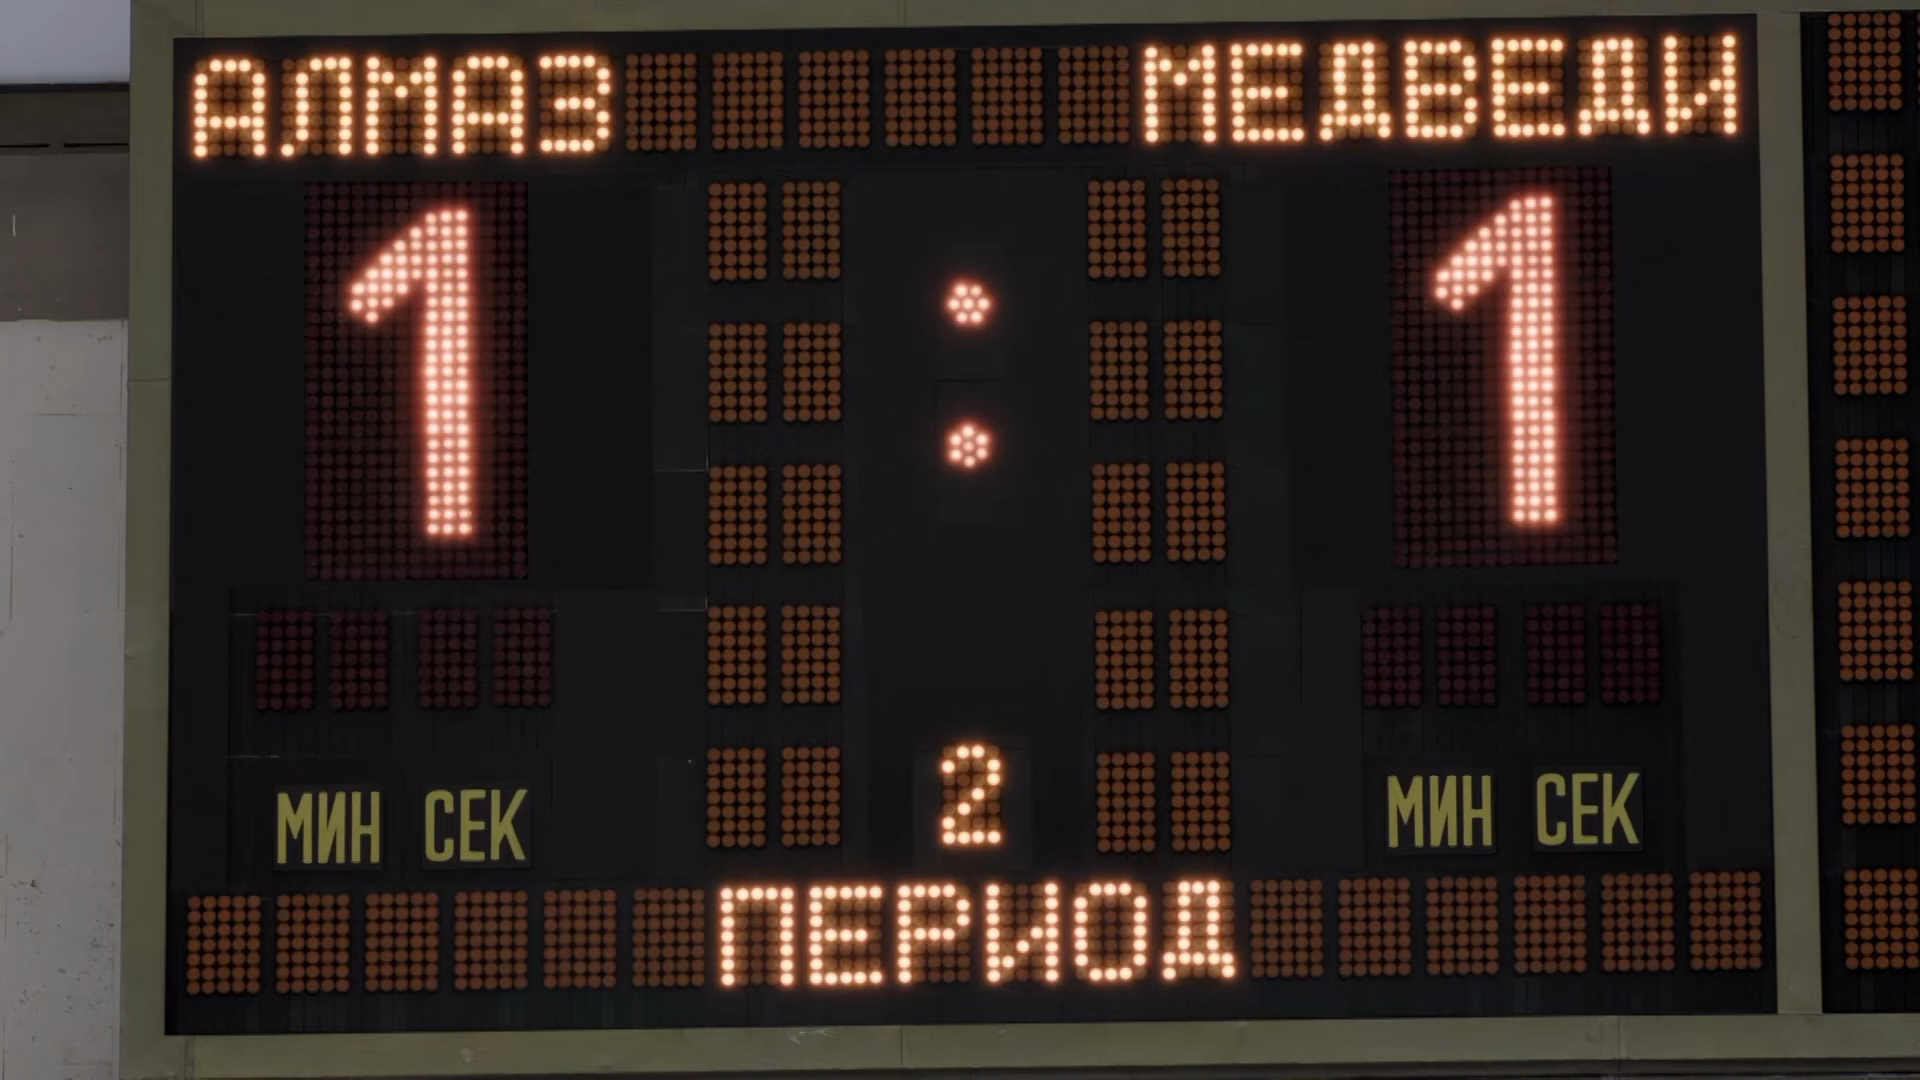 АЛМАЗ МЕДВЕДИ
1 : 1
2
МИН СЕК МИН СЕК
ПЕРИОД